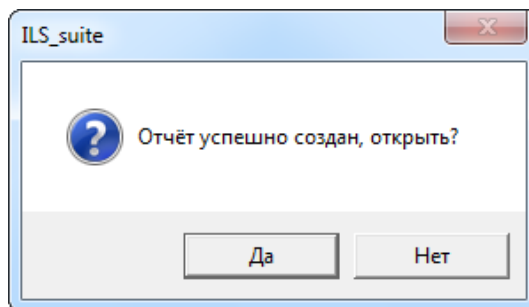 ILS_suite
Отчёт успешно создан, открыть?
Да
Нет